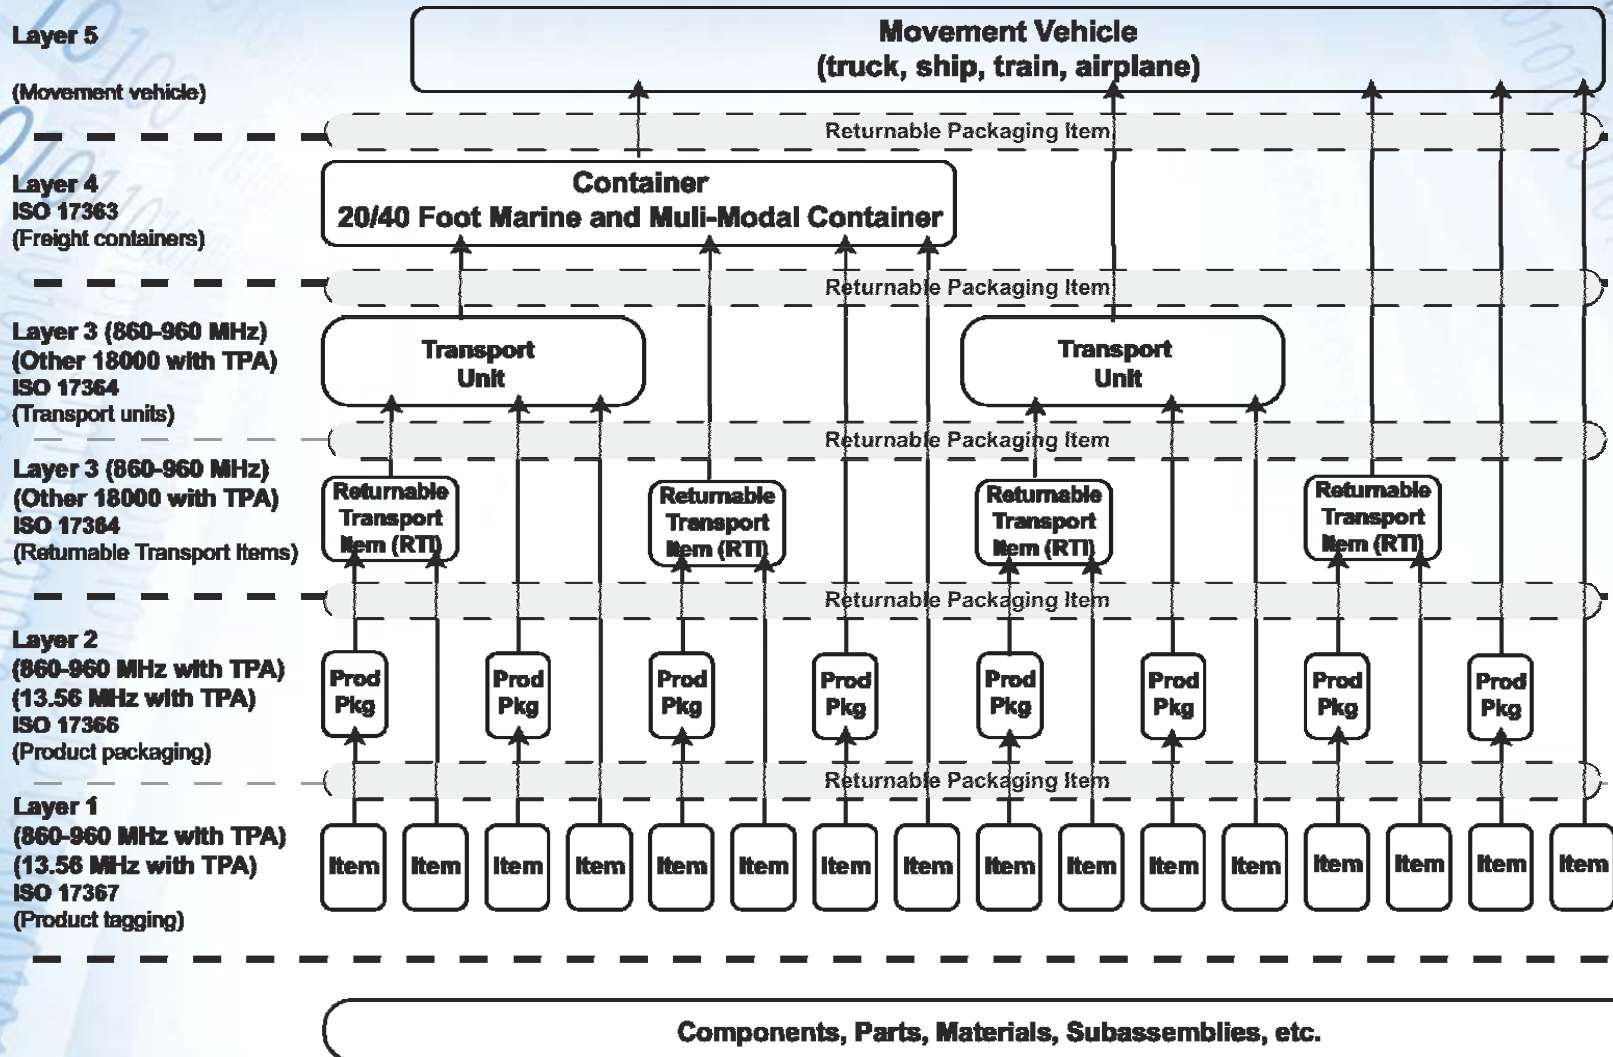 Layer 5
(Movement vehicle)
Movement Vehicle
(truck, ship, train, airplane)
Returnable Packaging Item
Layer 4
ISO 17363
(Freight containers)
Container
20/40 Foot Marine and Muli-Modal Container
Returnable Packaging Item
Layer 3 (860-960 MHz)
(Other 18000 with TPA)
ISO 17364
(Transport units)
Transport
Unit
Transport
Unit
Returnable Packaging Item
Layer 3 (860-960 MHz)
(Other 18000 with TPA)
ISO 17364
(Returnable Transport Items)
Returnable
Transport
Item (RTI)
Returnable
Transport
Item (RTI)
Returnable
Transport
Item (RTI)
Returnable
Transport
Item (RTI)
Returnable Packaging Item
Layer 2
(860-960 MHz with TPA)
(13.56 MHz with TPA)
ISO 17366
(Product packaging)
Prod
Pkg
Prod
Pkg
Prod
Pkg
Prod
Pkg
Prod
Pkg
Prod
Pkg
Prod
Pkg
Prod
Pkg
Returnable Packaging Item
Layer 1
(860-960 MHz with TPA)
(13.56 MHz with TPA)
ISO 17367
(Product tagging)
Item Item Item Item Item Item Item Item Item Item Item Item Item Item Item Item
Components, Parts, Materials, Subassemblies, etc.